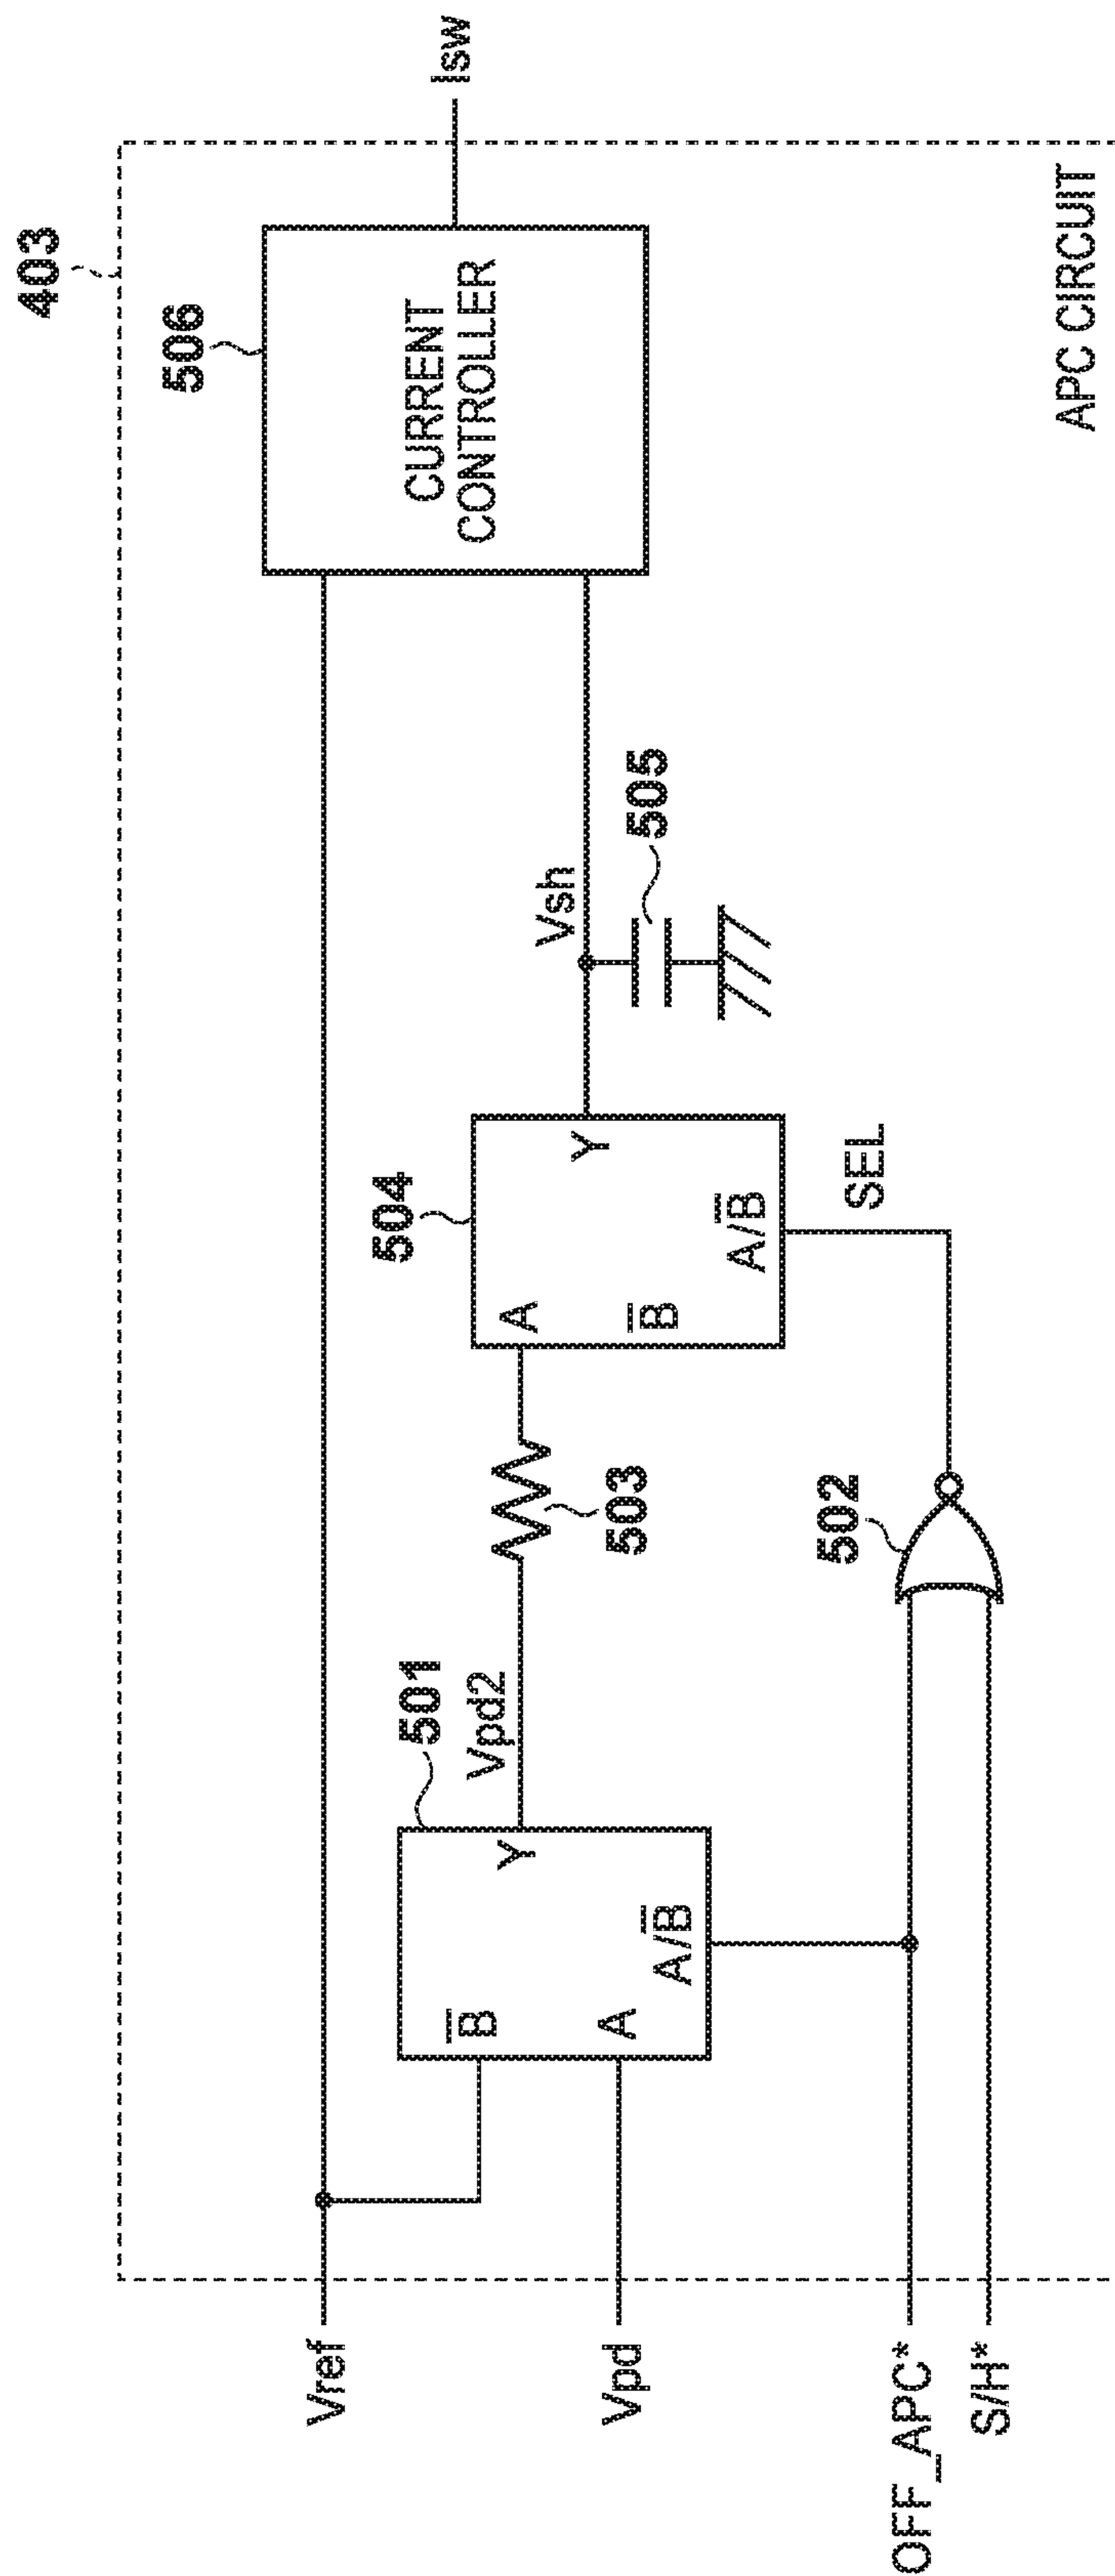 403
506
CURRENT
CONTROLLER
Isw
Vref
501
B
A
Y
A/B
Vpd2
503
504
A
B
Y
A/B
Vsh
505
SEL
502
Vpd
OFF_APC*
S/H*
APC CIRCUIT